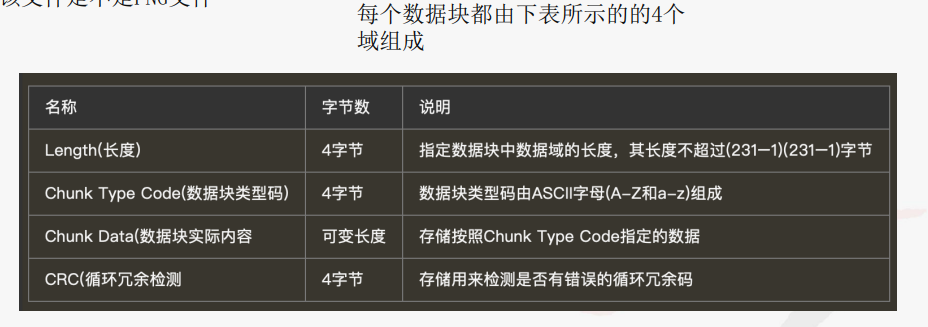 该文件是不是PNG文件
每个数据块都由下表所示的的4个
域组成
名称 字节数 说明
Length(长度) 4字节 指定数据块中数据域的长度，其长度不超过(231－1)(231－1)字节
Chunk Type Code(数据块类型码) 4字节 数据块类型码由ASCII字母(A-Z和a-z)组成
Chunk Data(数据块实际内容 可变长度 存储按照Chunk Type Code指定的数据
CRC(循环冗余检测 4字节 存储用来检测是否有错误的循环冗余码